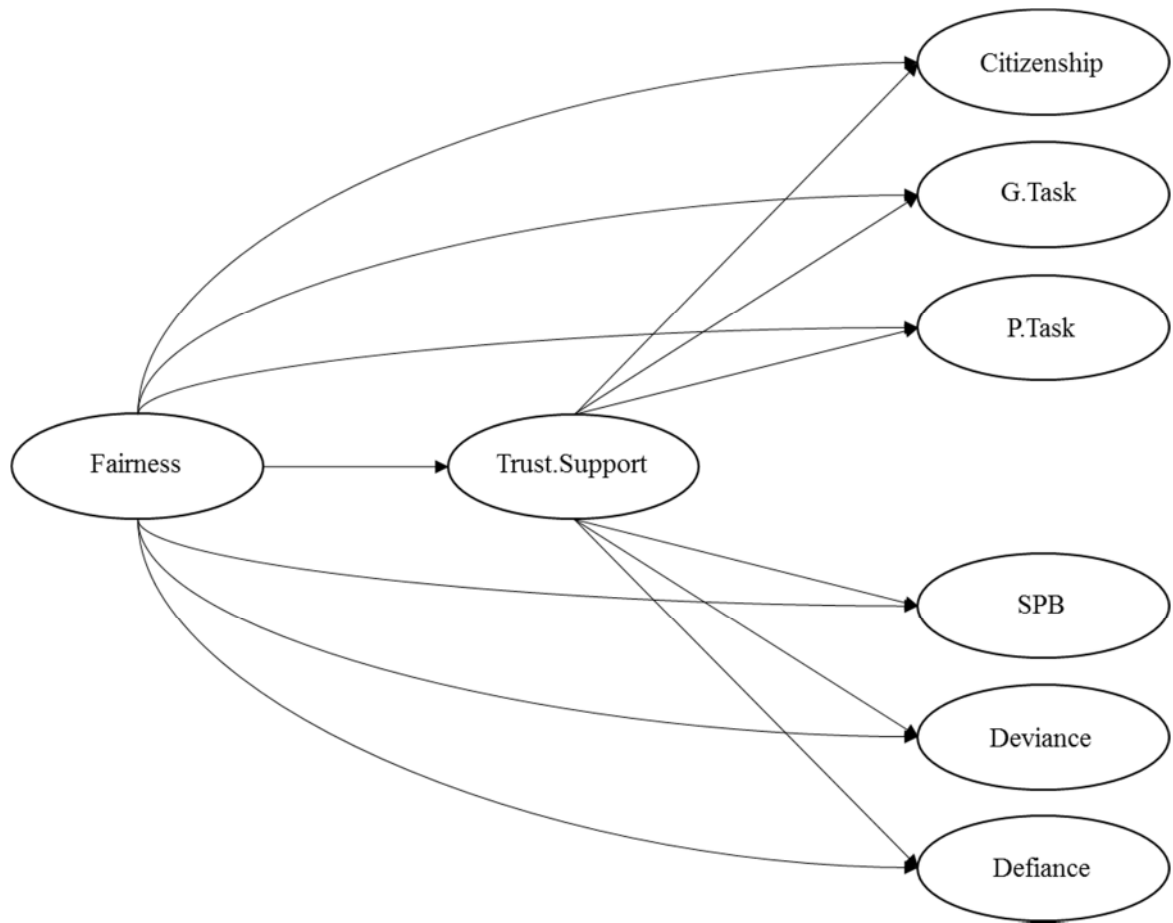 Citizenship
G.Task
P.Task
Fairness
Trust.Support
SPB
Deviance
Defiance